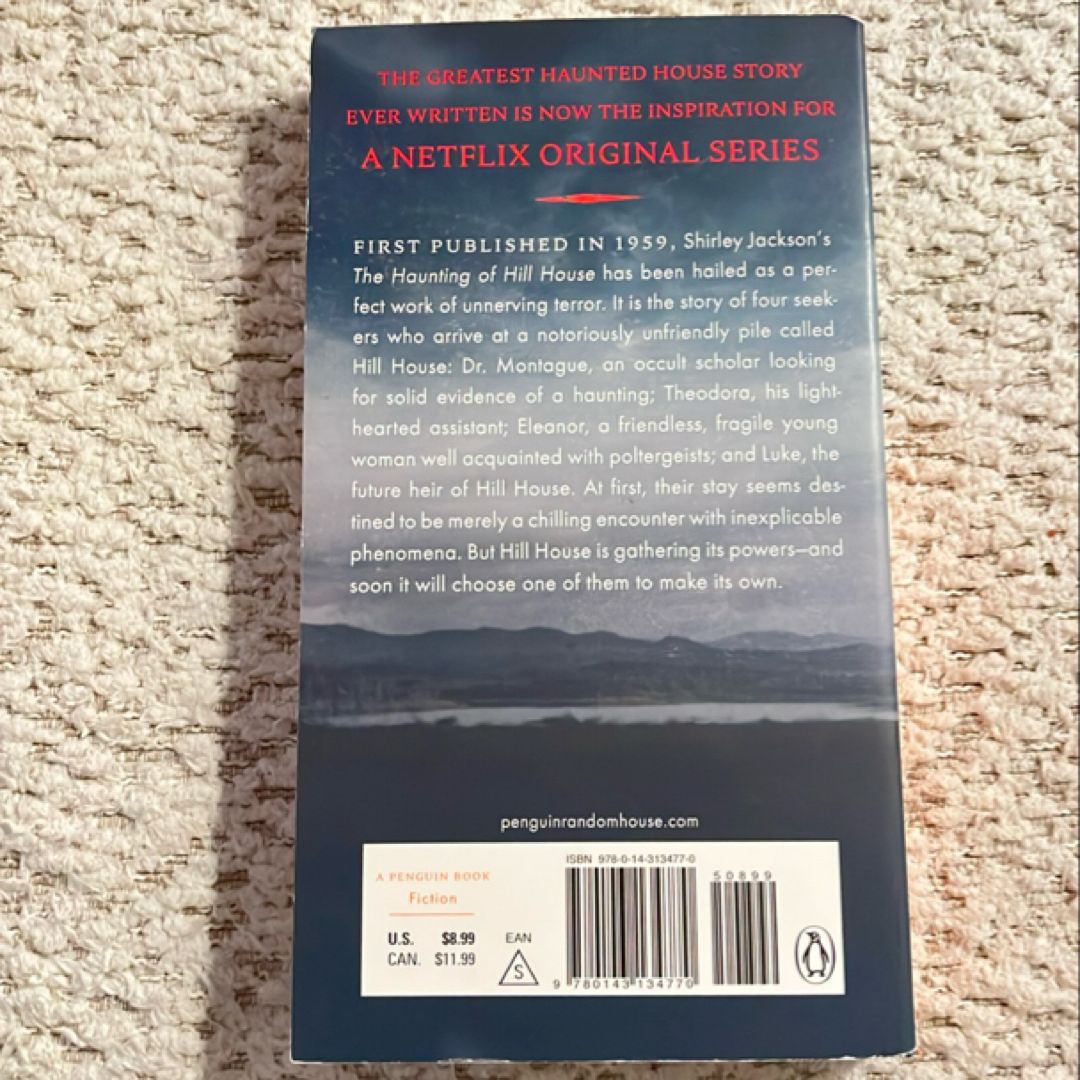 THE GREATEST HAUNTED HOUSE STORY
EVER WRITTEN IS NOW THE INSPIRATION FOR
A NETFLIX ORIGINAL SERIES
FIRST PUBLISHED IN 1959, Shirley Jackson's
The Haunting of Hill House has been hailed as a per-
fect work of unnerving terror. It is the story of four seek-
ers who arrive at a notoriously unfriendly pile called
Hill House: Dr. Montague, an occult scholar looking
for solid evidence of a haunting; Theodora, his light-
hearted assistant; Eleanor, a friendless, fragile young
woman well acquainted with poltergeists; and Luke, the
future heir of Hill House. At first, their stay seems des-
tined to be merely a chilling encounter with inexplicable
phenomena. But Hill House is gathering its powers—and
soon it will choose one of them to make its own.
penguinrandomhouse.com
A PENGUIN BOOK
Fiction
U.S. $8.99
CAN. $11.99
EAN
S
ISBN 978-0-14-313477-0
50899
9 780143 134770